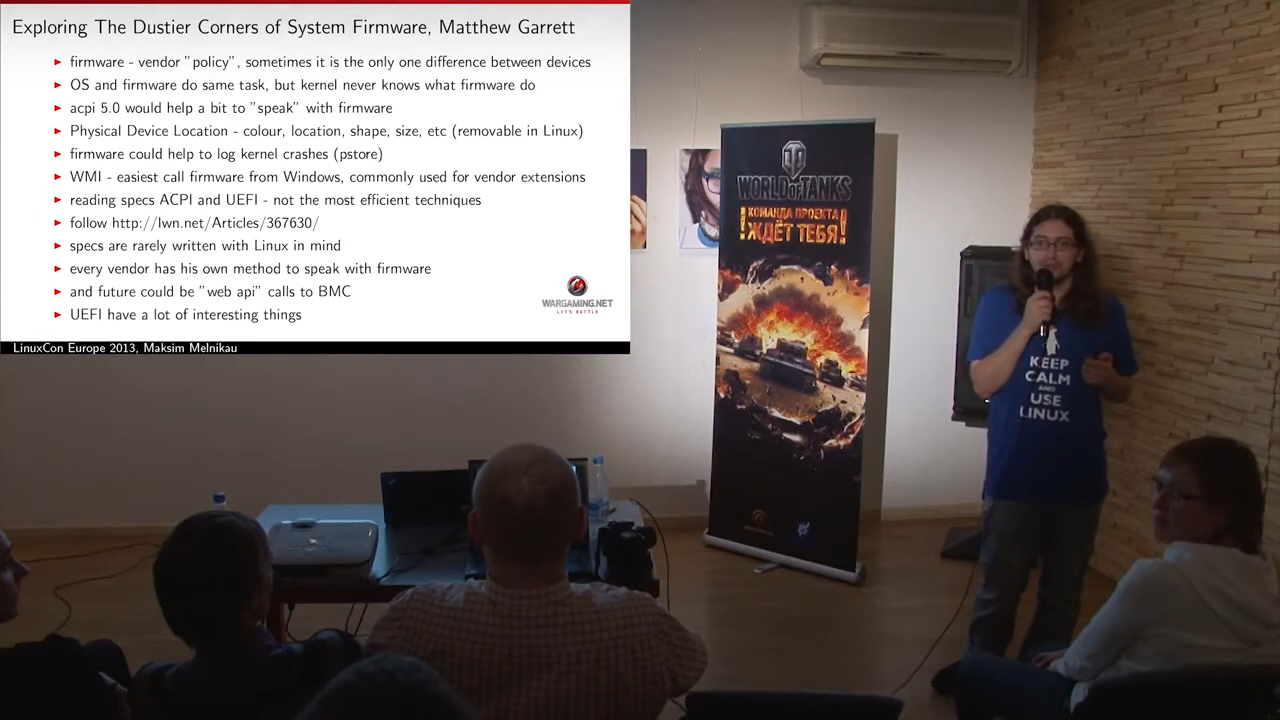 Exploring The Dustier Corners of System Firmware, Matthew Garrett
firmware - vendor "policy", sometimes it is the only one difference between devices
OS and firmware do same task, but kernel never knows what firmware do
acpi 5.0 would help a bit to "speak" with firmware
Physical Device Location - colour, location, shape, size, etc (removable in Linux)
firmware could help to log kernel crashes (pstore)
WMI - easiest call firmware from Windows, commonly used for vendor extensions
reading specs ACPI and UEFI - not the most efficient techniques
follow http://lwn.net/Articles/367630/
specs are rarely written with Linux in mind
every vendor has his own method to speak with firmware
and future could be "web api" calls to BMC
UEFI have a lot of interesting things
WARGAMING.NET
LET'S BATTLE
LinuxCon Europe 2013, Maksim Melnikau
WORLD OF TANKS
КОМАНДА ПРОЕКТА
ЖДЁТ ТЕБЯ!
KEEP
CALM
AND
USE
LINUX